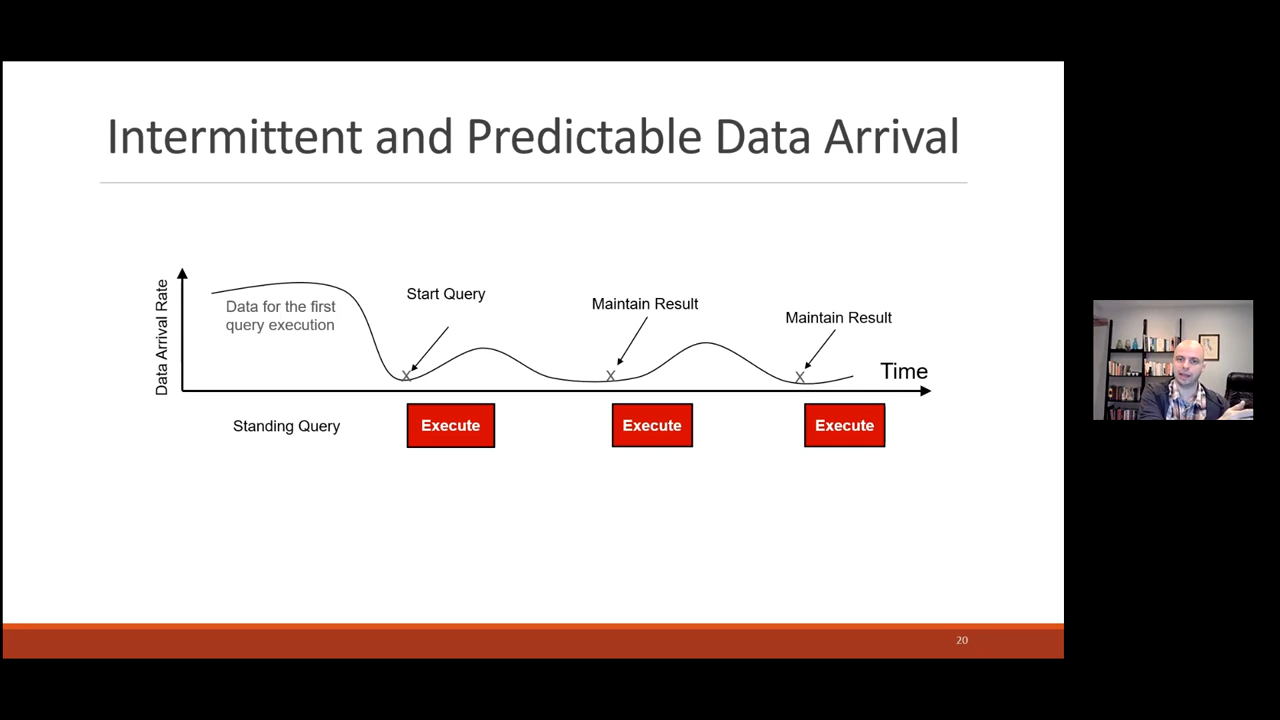 Intermittent and Predictable Data Arrival
Data Arrival Rate
Data for the first
query execution
Start Query
Maintain Result
Maintain Result
Time
Standing Query
Execute
Execute
Execute
X
X
X
20